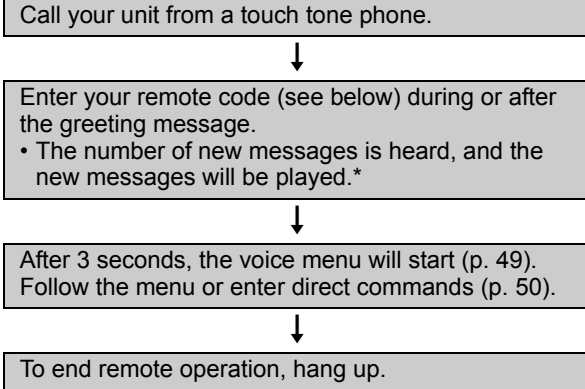 Call your unit from a touch tone phone.
Enter your remote code (see below) during or after
the greeting message.
• The number of new messages is heard, and the
new messages will be played.*
After 3 seconds, the voice menu will start (p. 49).
Follow the menu or enter direct commands (p. 50).
To end remote operation, hang up.